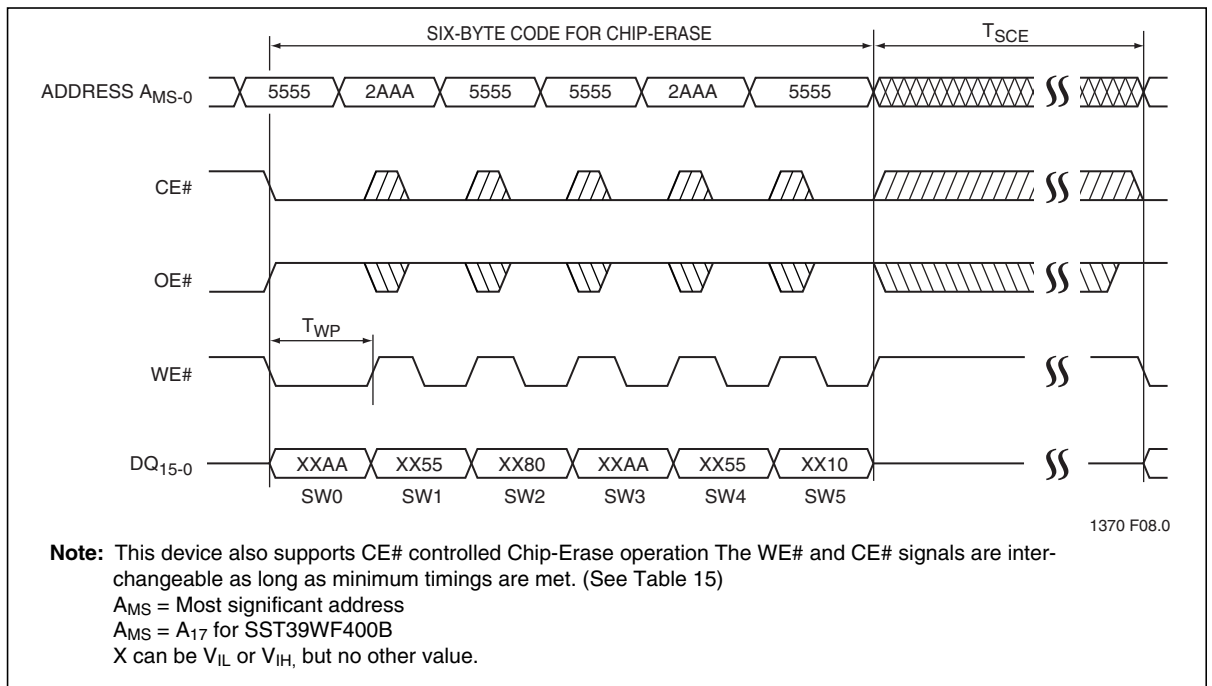 SIX-BYTE CODE FOR CHIP-ERASE
TSCE
ADDRESS AMS-0
5555 2AAA 5555 5555 2AAA 5555
CE#
OE#
TWP
WE#
DQ15-0
XXAA XX55 XX80 XXAA XX55 XX10
SW0 SW1 SW2 SW3 SW4 SW5
1370 F08.0
Note: This device also supports CE# controlled Chip-Erase operation The WE# and CE# signals are inter-
changeable as long as minimum timings are met. (See Table 15)
AMS = Most significant address
AMS = A17 for SST39WF400B
X can be VIL or VIH, but no other value.